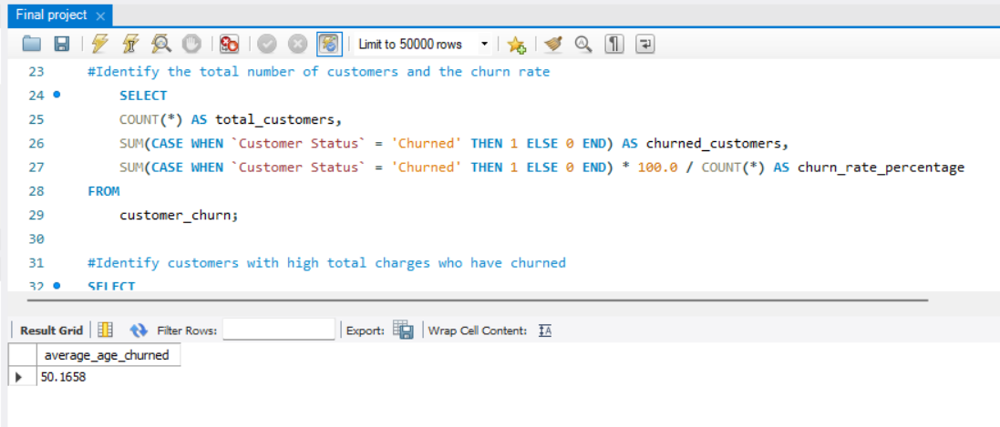 Final project
Limit to 50000 rows
23 #Identify the total number of customers and the churn rate
24 SELECT
25 COUNT(*) AS total_customers,
26 SUM(CASE WHEN `Customer Status` = 'Churned' THEN 1 ELSE 0 END) AS churned_customers,
27 SUM(CASE WHEN `Customer Status` = 'Churned' THEN 1 ELSE 0 END) * 100.0 / COUNT(*) AS churn_rate_percentage
28 FROM
29 customer_churn;
30
31 #Identify customers with high total charges who have churned
32 SELECT
Result Grid Filter Rows: Export: Wrap Cell Content: IA
average_age_churned
50.1658